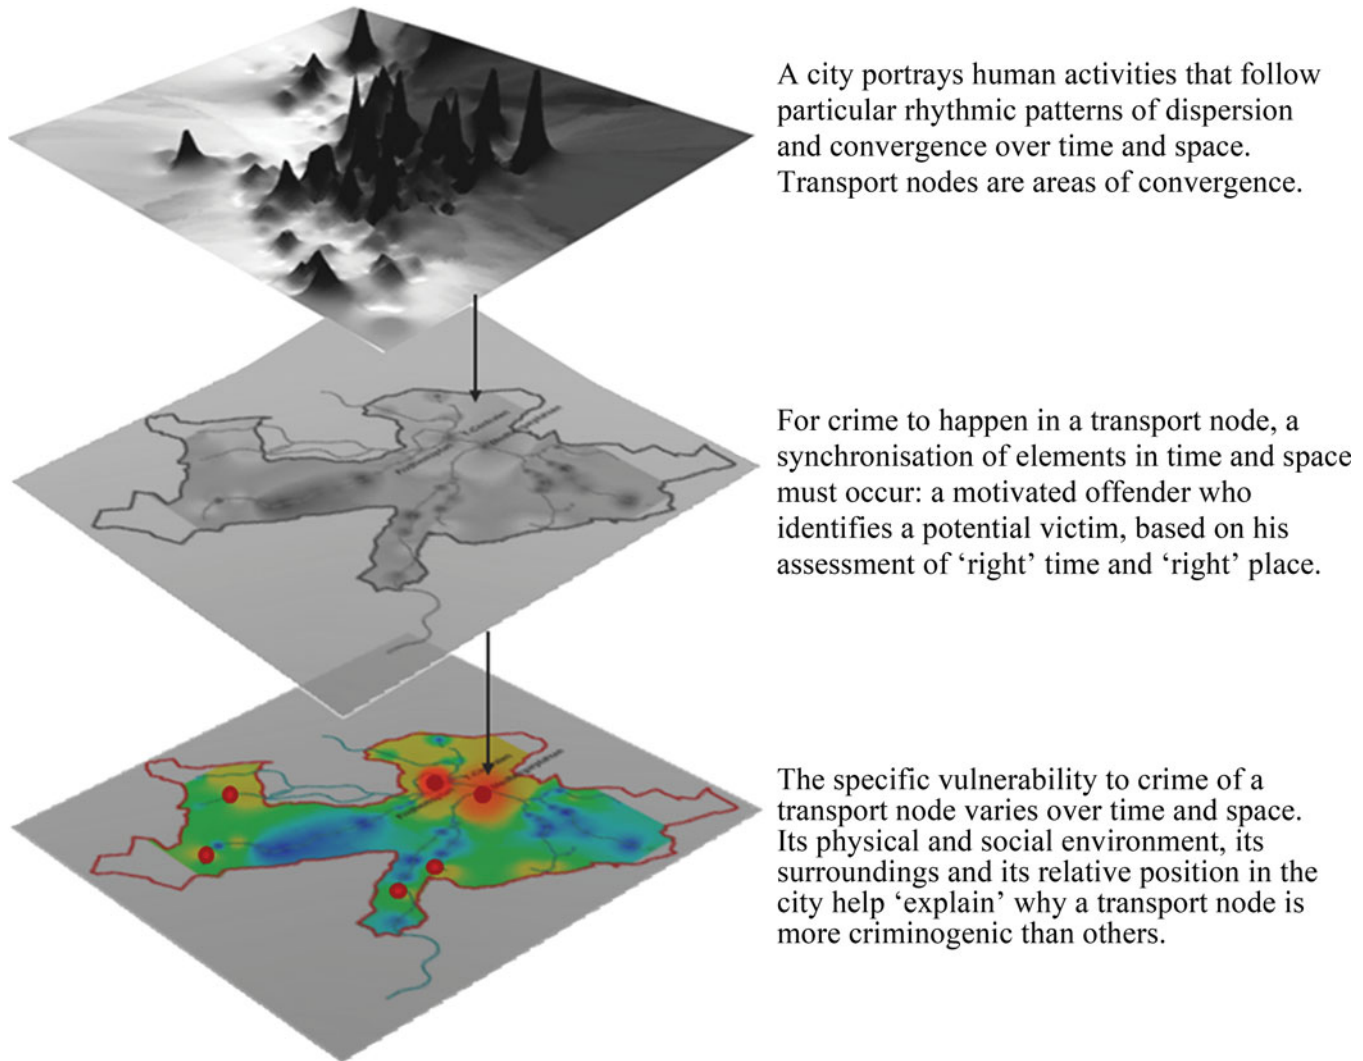 A city portrays human activities that follow
particular rhythmic patterns of dispersion
and convergence over time and space.
Transport nodes are areas of convergence.
For crime to happen in a transport node, a
synchronisation of elements in time and space
must occur: a motivated offender who
identifies a potential victim, based on his
assessment of ‘right’ time and ‘right’ place.
The specific vulnerability to crime of a
transport node varies over time and space.
Its physical and social environment, its
surroundings and its relative position in the
city help ‘explain’ why a transport node is
more criminogenic than others.